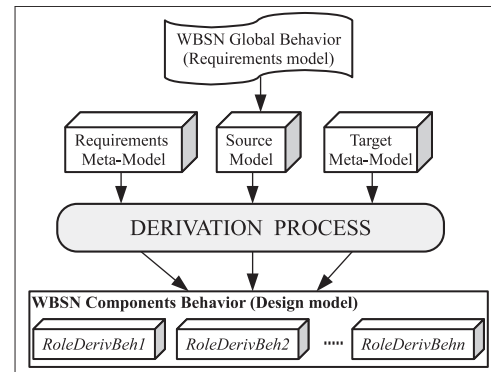 WBSN Global Behavior
(Requirements model)
Requirements
Meta-Model
Source
Model
Target
Meta-Model
DERIVATION PROCESS
WBSN Components Behavior (Design model)
RoleDerivBeh1
RoleDerivBeh2
.....
RoleDerivBehn